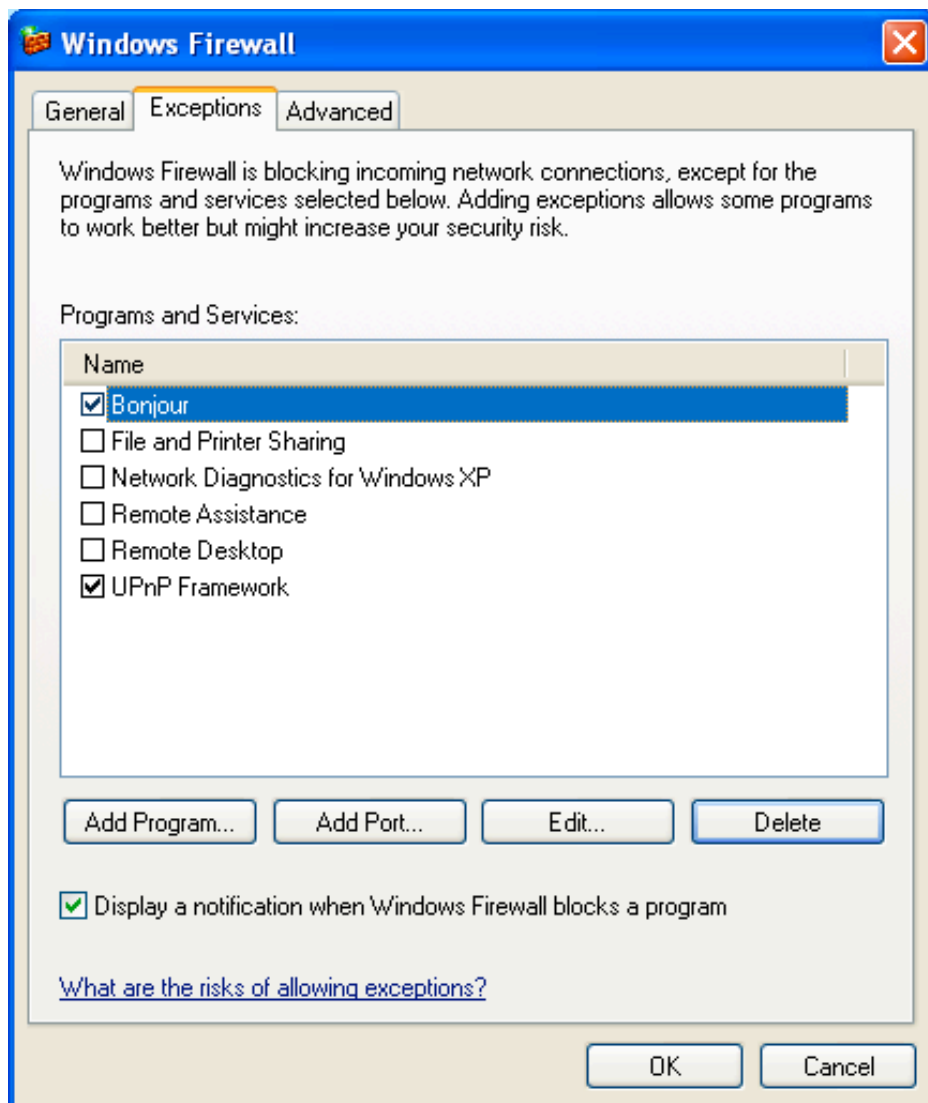 Windows Firewall
General
Exceptions
Advanced
Windows Firewall is blocking incoming network connections, except for the
programs and services selected below. Adding exceptions allows some programs
to work better but might increase your security risk.
Programs and Services:
Name
Bonjour
File and Printer Sharing
Network Diagnostics for Windows XP
Remote Assistance
Remote Desktop
UPnP Framework
Add Program...
Add Port...
Edit...
Delete
Display a notification when Windows Firewall blocks a program
What are the risks of allowing exceptions?
OK
Cancel